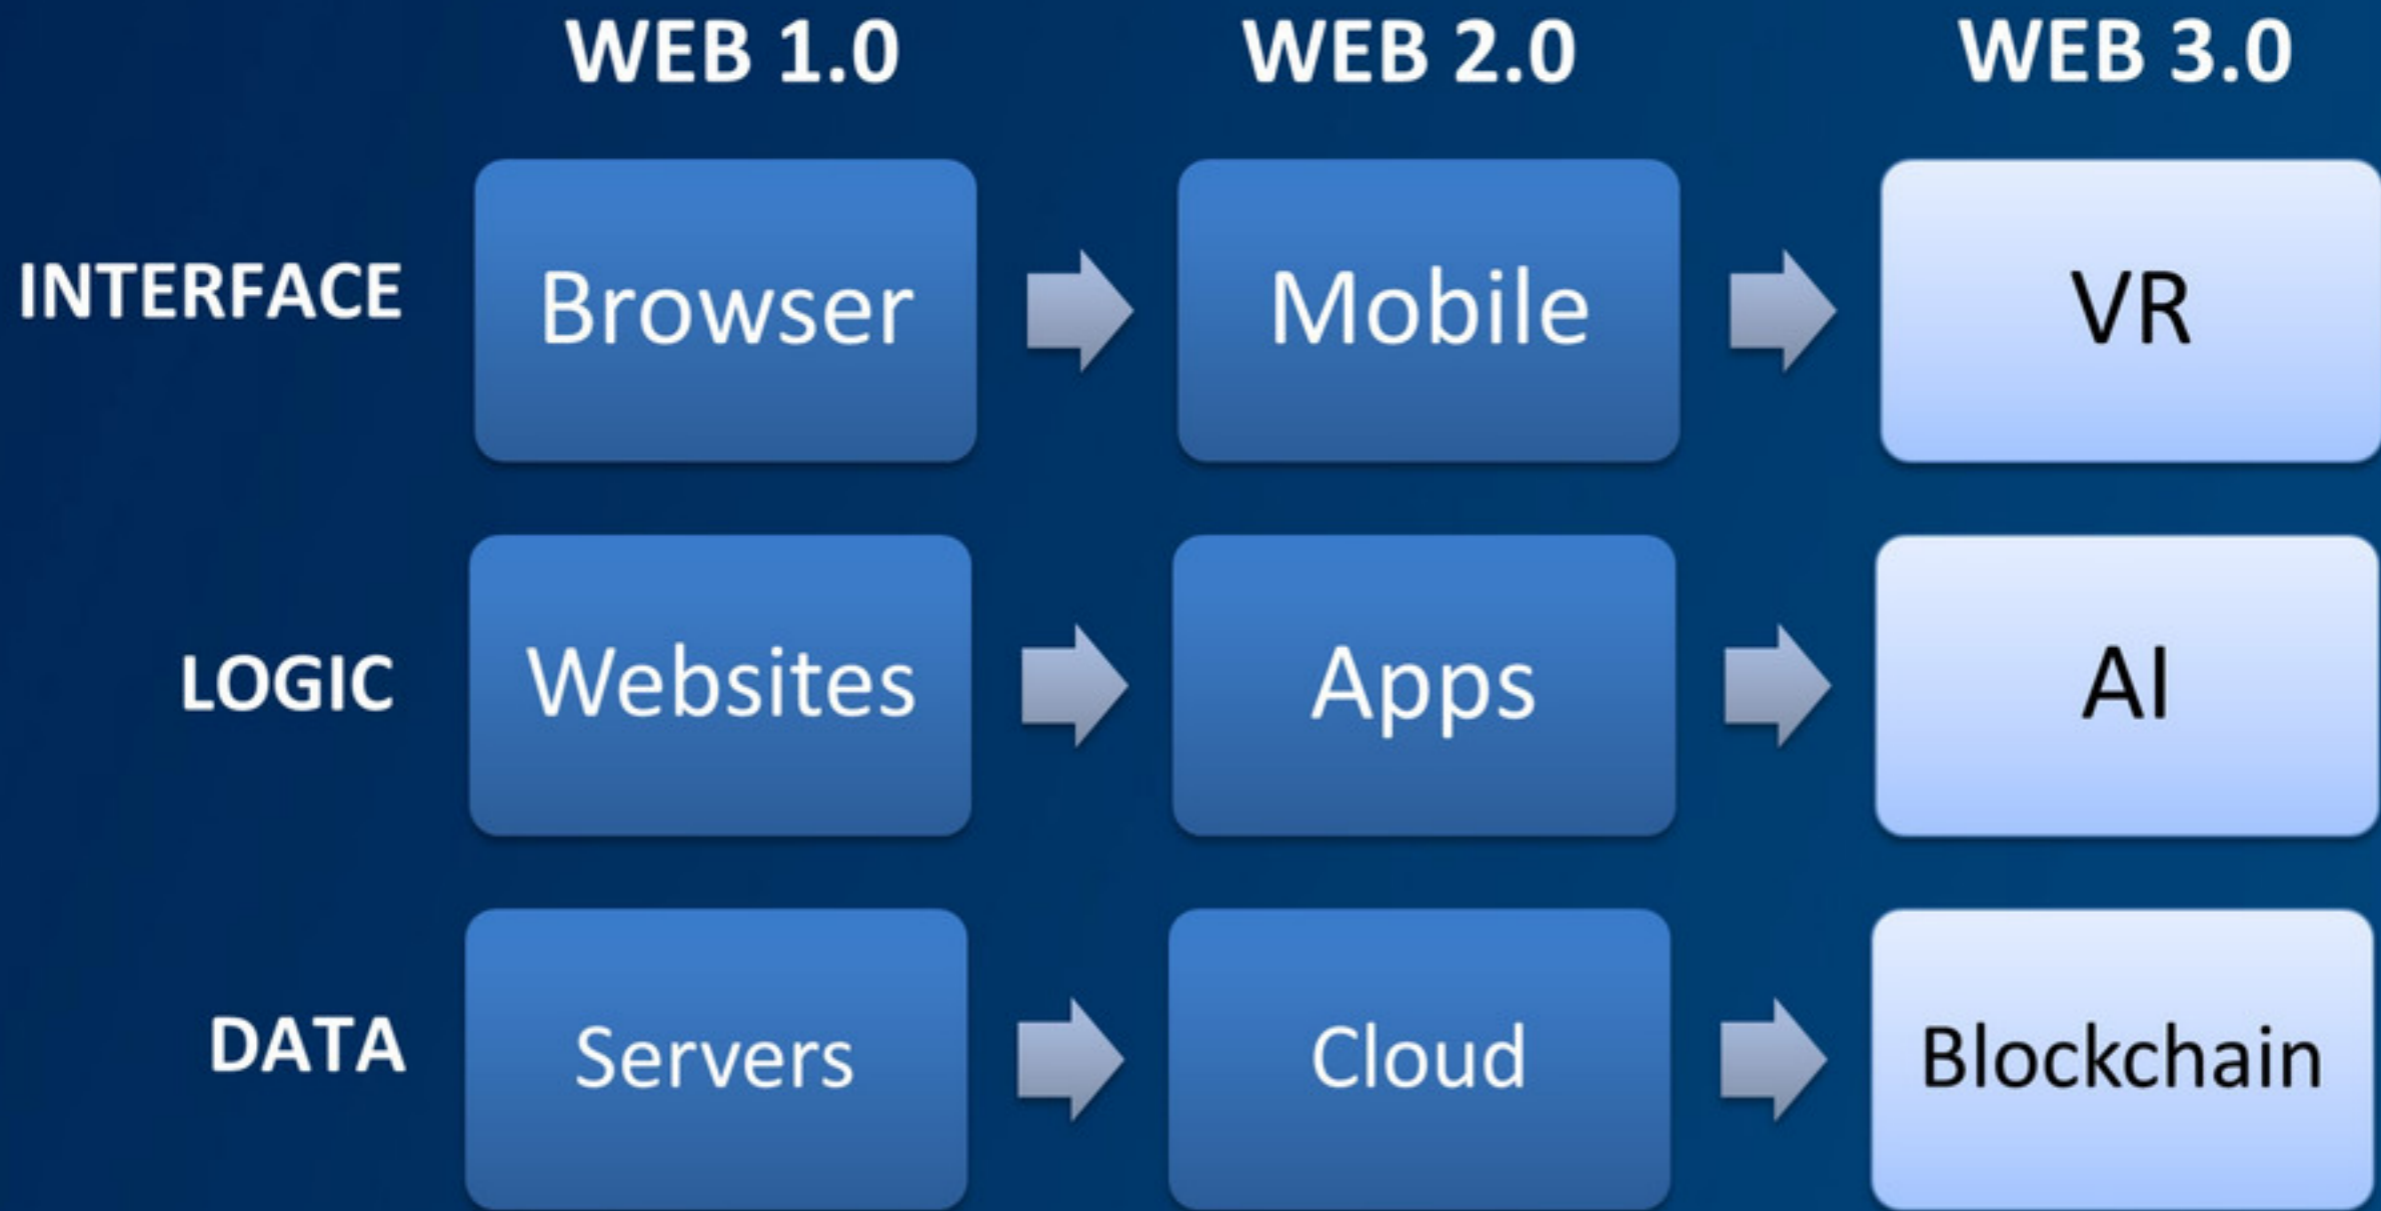 WEB 1.0 WEB 2.0 WEB 3.0
INTERFACE Browser Mobile VR
LOGIC Websites Apps AI
DATA Servers Cloud Blockchain